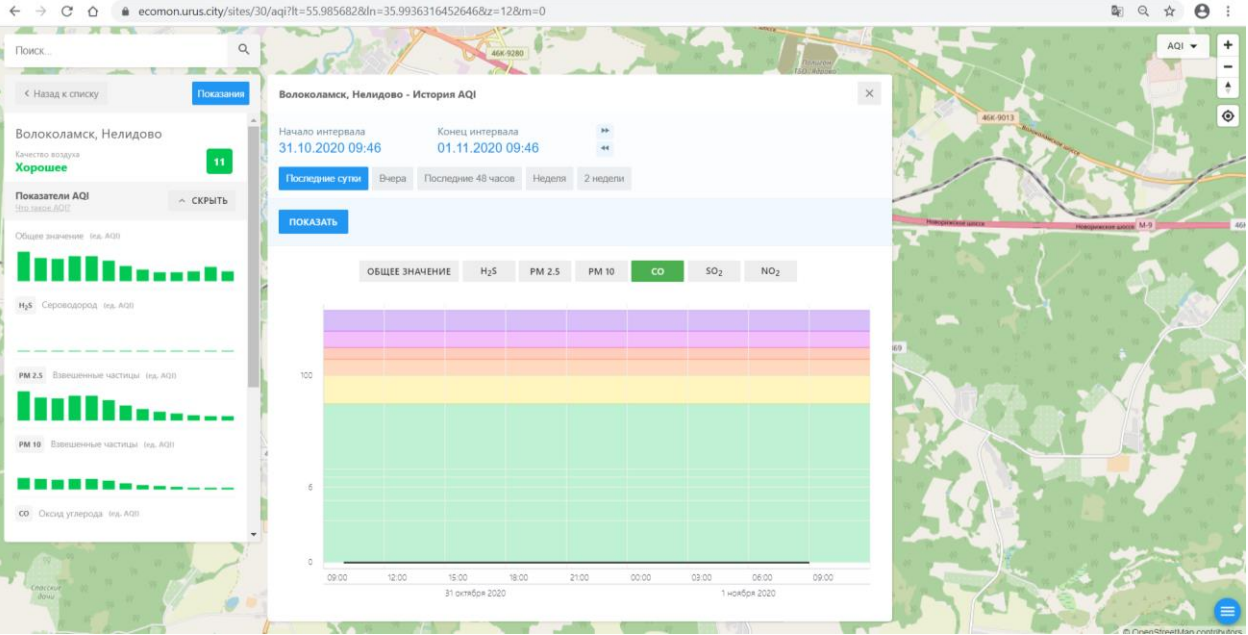 ecomon.urus.city/sites/30/aqi?lt=55.985682&ln=35.9936316452646&z=12&m=0
Поиск...
46К-9280
AQI
Назад к списку
Показания
Волоколамск, Нелидово - История AQI
Волоколамск, Нелидово
Качество воздуха
Хорошее
11
Начало интервала
Конец интервала
31.10.2020 09:46
01.11.2020 09:46
46К-9013
Последние сутки
Вчера
Последние 48 часов
Неделя
2 недели
Показатели AQI
Что такое AQI?
СКРЫТЬ
ПОКАЗАТЬ
Новорижское шоссе
Новорижское шоссе
М-9
Общее значение (ед. AQI)
ОБЩЕЕ ЗНАЧЕНИЕ
H2S
PM 2.5
PM 10
CO
SO2
NO2
H2S Сероводород (ед. AQI)
PM 2.5 Взвешенные частицы (ед. AQI)
PM 10 Взвешенные частицы (ед. AQI)
CO Оксид углерода (ед. AQI)
100
6
0
09:00
12:00
15:00
18:00
21:00
00:00
03:00
06:00
09:00
31 октября 2020
1 ноября 2020
Спасские
дачи
© OpenStreetMap contributors